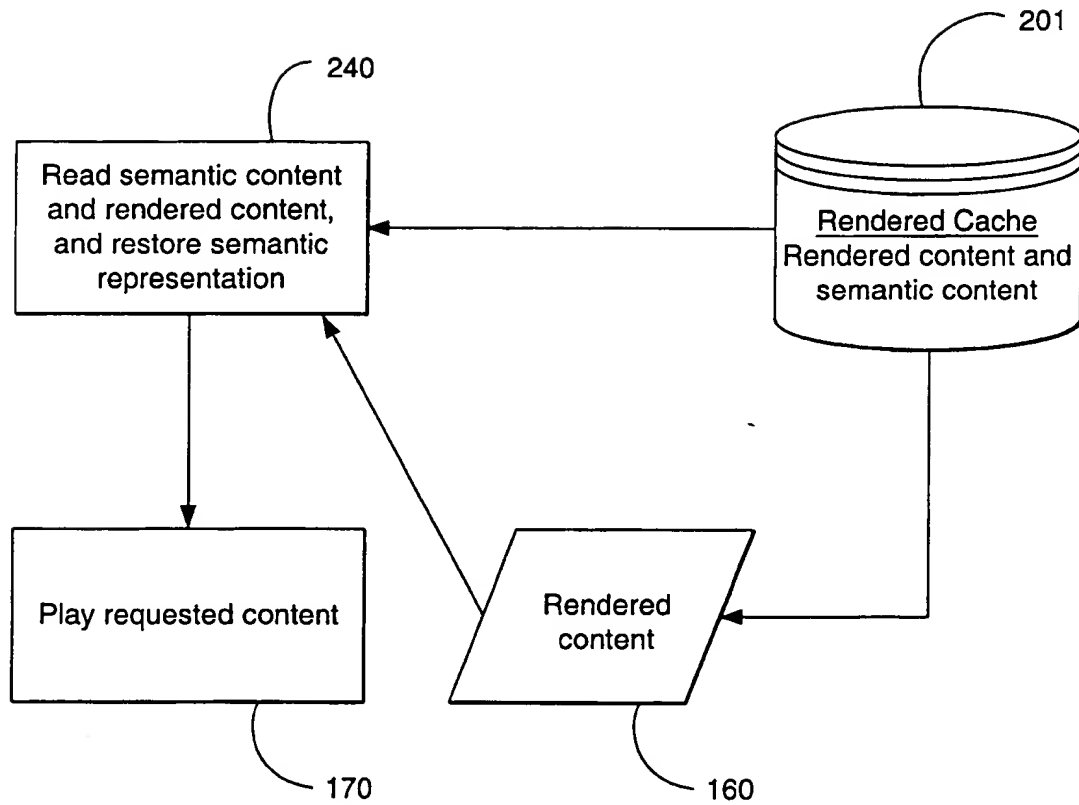 201
240
Read semantic content
and rendered content,
and restore semantic
representation
Rendered Cache
Rendered content and
semantic content
Play requested content
Rendered
content
170
160